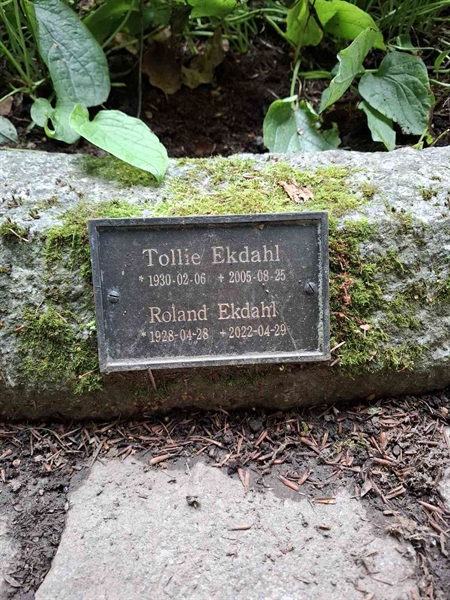 Tollie Ekdahl
*1930-02-06 +2005-08-25
Roland Ekdahl
*1928-04-28 +2022-04-29